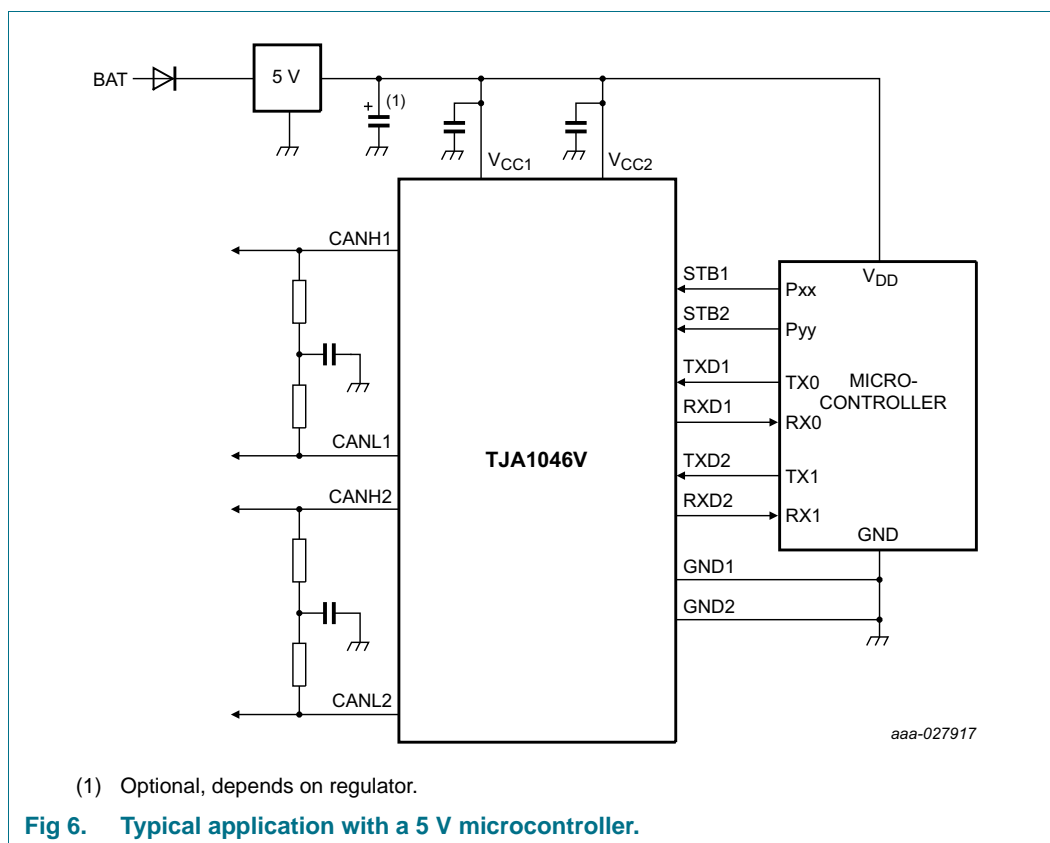 BAT
5 V
+ (1)
VCC1
VCC2
CANH1
CANL1
CANH2
CANL2
TJA1046V
STB1
STB2
TXD1
RXD1
TXD2
RXD2
GND1
GND2
VDD
Pxx
Pyy
TX0
MICRO-
CONTROLLER
RX0
TX1
RX1
GND
aaa-027917
(1) Optional, depends on regulator.
Fig 6. Typical application with a 5 V microcontroller.